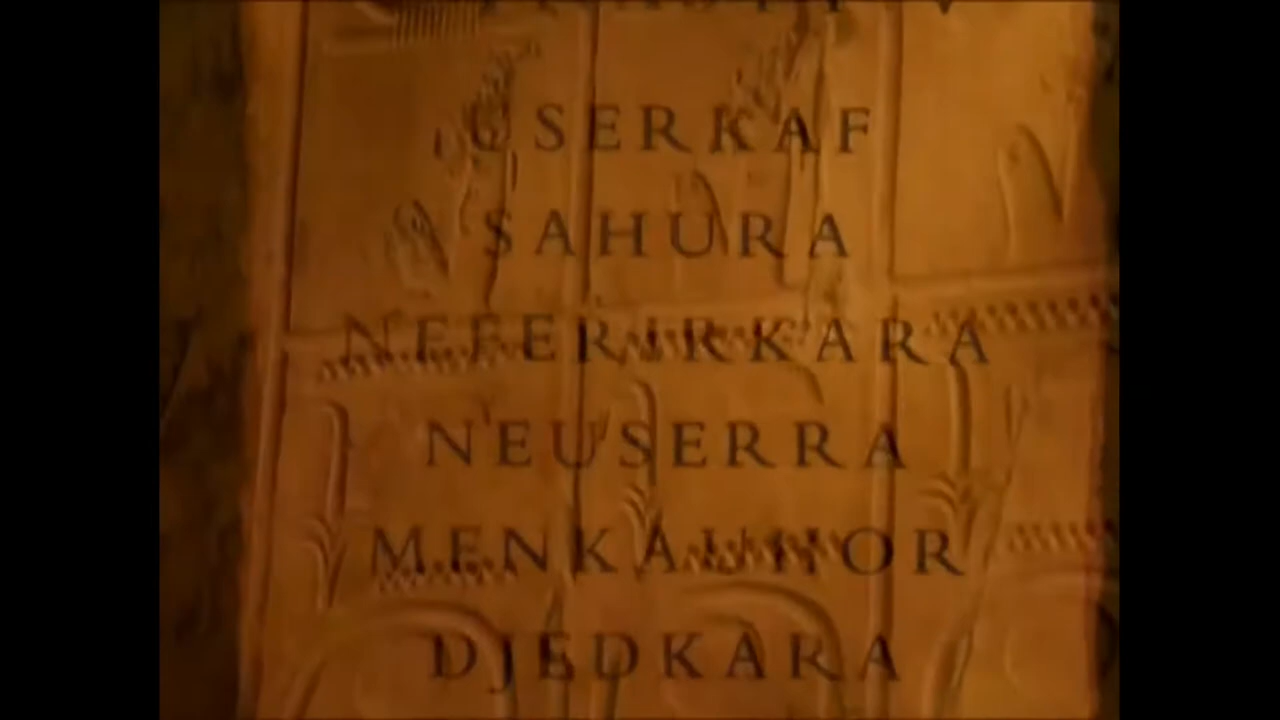 USERKAF
SAHURA
NEFERIRKARA
NEUSERRA
MENKAUHOR
DJEDKARA